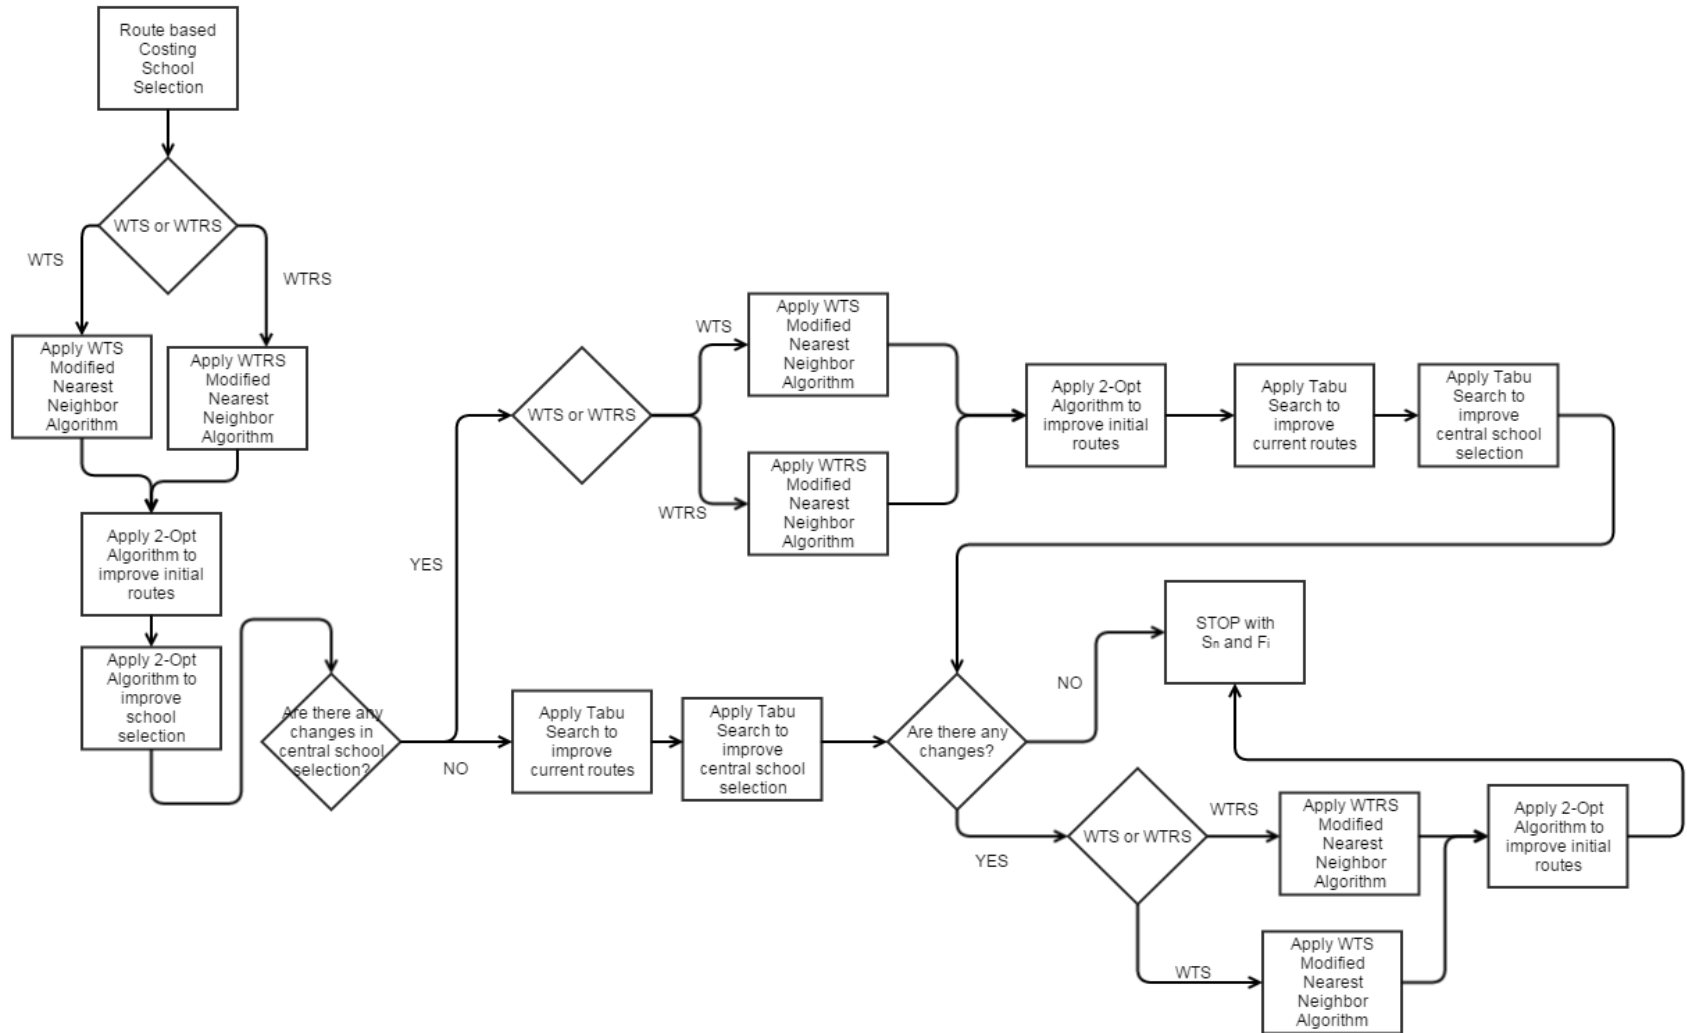 Route based
Costing
School
Selection
WTS or WTRS
WTS
WTRS
Apply WTS
Modified
Nearest
Neighbor
Algorithm
Apply WTRS
Modified
Nearest
Neighbor
Algorithm
Apply 2-Opt
Algorithm to
improve initial
routes
Apply 2-Opt
Algorithm to
improve
school
selection
Are there any
changes in
central school
selection?
YES
NO
WTS or WTRS
WTS
WTRS
Apply WTS
Modified
Nearest
Neighbor
Algorithm
Apply WTRS
Modified
Nearest
Neighbor
Algorithm
Apply 2-Opt
Algorithm to
improve initial
routes
Apply Tabu
Search to
improve
current routes
Apply Tabu
Search to
improve
central school
selection
Apply Tabu
Search to
improve
current routes
Apply Tabu
Search to
improve
central school
selection
Are there any
changes?
NO
STOP with
Sn and Fi
YES
WTS or WTRS
WTRS
WTS
Apply WTRS
Modified
Nearest
Neighbor
Algorithm
Apply WTS
Modified
Nearest
Neighbor
Algorithm
Apply 2-Opt
Algorithm to
improve initial
routes